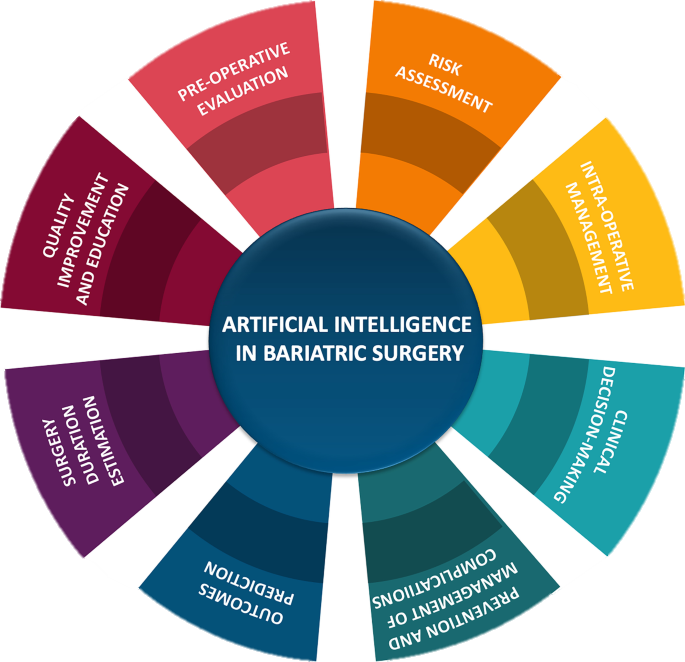 PRE-OPERATIVE
EVALUATION
RISK
ASSESSMENT
INTRA-OPERATIVE
MANAGEMENT
CLINICAL
DECISION-MAKING
PREVENTION AND
MANAGEMENT OF
COMPLICATIIONS
OUTCOMES
PREDICTION
SURGERY
DURATION
ESTIMATION
QUALITY
IMPROVEMENT
AND EDUCATION
ARTIFICIAL INTELLIGENCE
IN BARIATRIC SURGERY